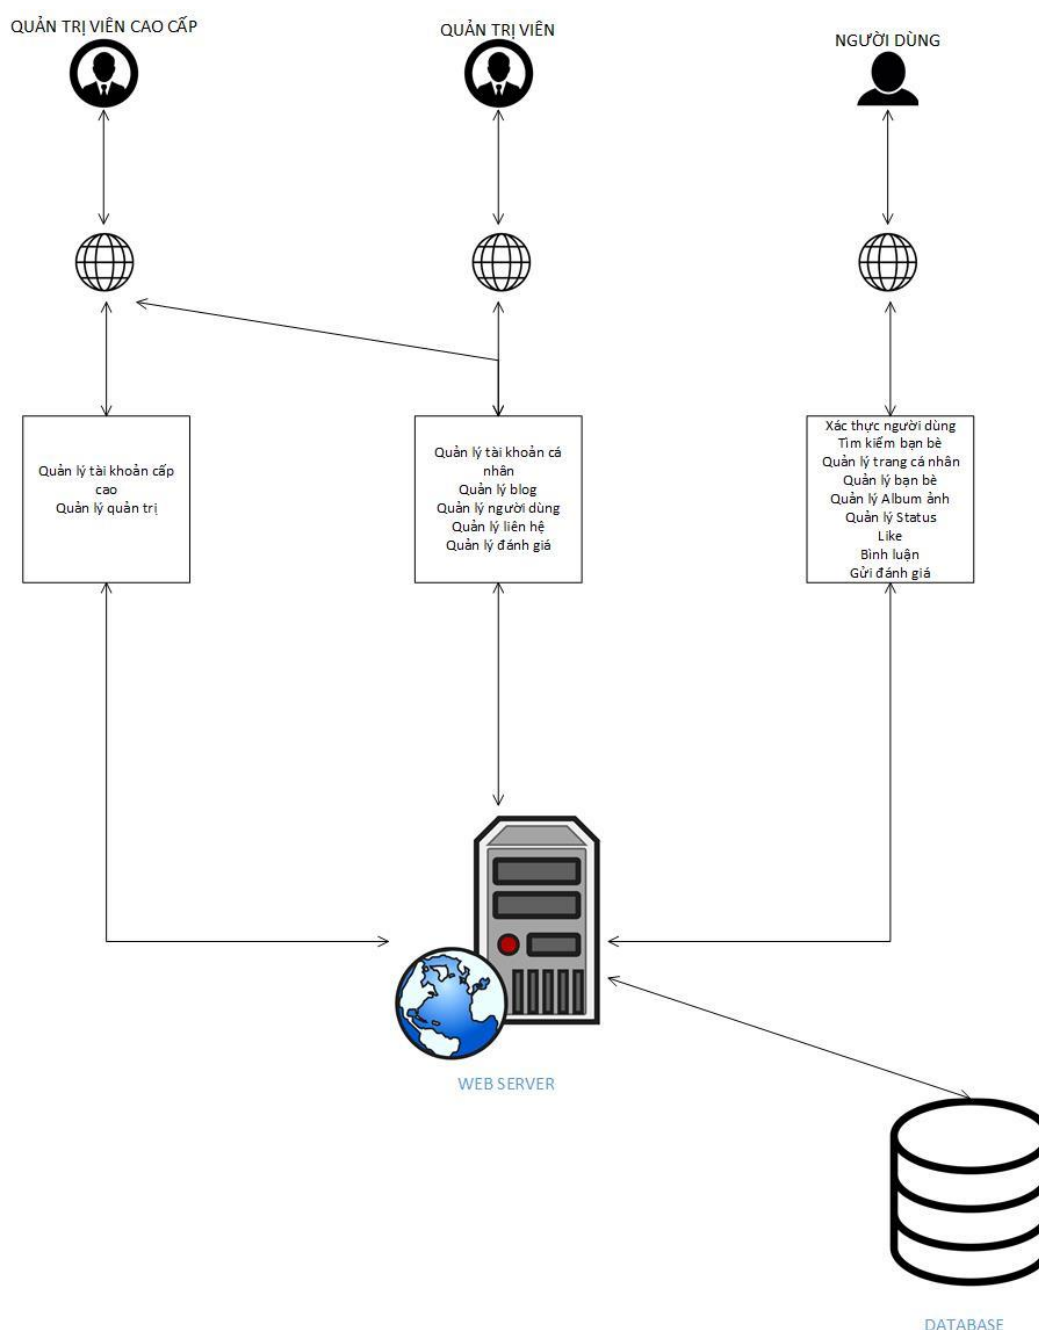 QUẢN TRỊ VIÊN CAO CẤP
QUẢN TRỊ VIÊN
NGƯỜI DÙNG
Quản lý tài khoản cấp
cao
Quản lý quản trị
Quản lý tài khoản cá
nhân
Quản lý blog
Quản lý người dùng
Quản lý liên hệ
Quản lý đánh giá
Xác thực người dùng
Tìm kiếm bạn bè
Quản lý trang cá nhân
Quản lý bạn bè
Quản lý Album ảnh
Quản lý Status
Like
Bình luận
Gửi đánh giá
WEB SERVER
DATABASE